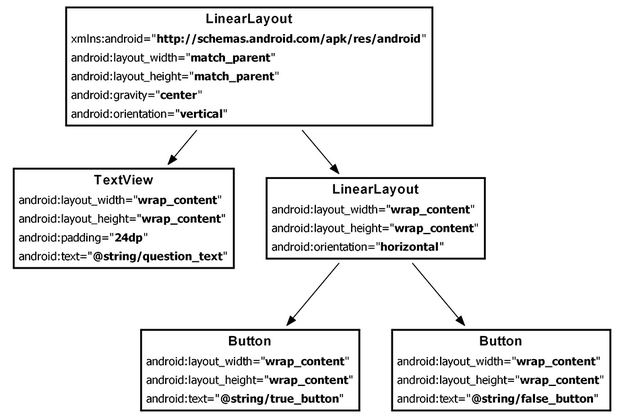 LinearLayout
xmlns:android="http://schemas.android.com/apk/res/android"
android:layout_width="match_parent"
android:layout_height="match_parent"
android:gravity="center"
android:orientation="vertical"
TextView
android:layout_width="wrap_content"
android:layout_height="wrap_content"
android:padding="24dp"
android:text="@string/question_text"
LinearLayout
android:layout_width="wrap_content"
android:layout_height="wrap_content"
android:orientation="horizontal"
Button
android:layout_width="wrap_content"
android:layout_height="wrap_content"
android:text="@string/true_button"
Button
android:layout_width="wrap_content"
android:layout_height="wrap_content"
android:text="@string/false_button"